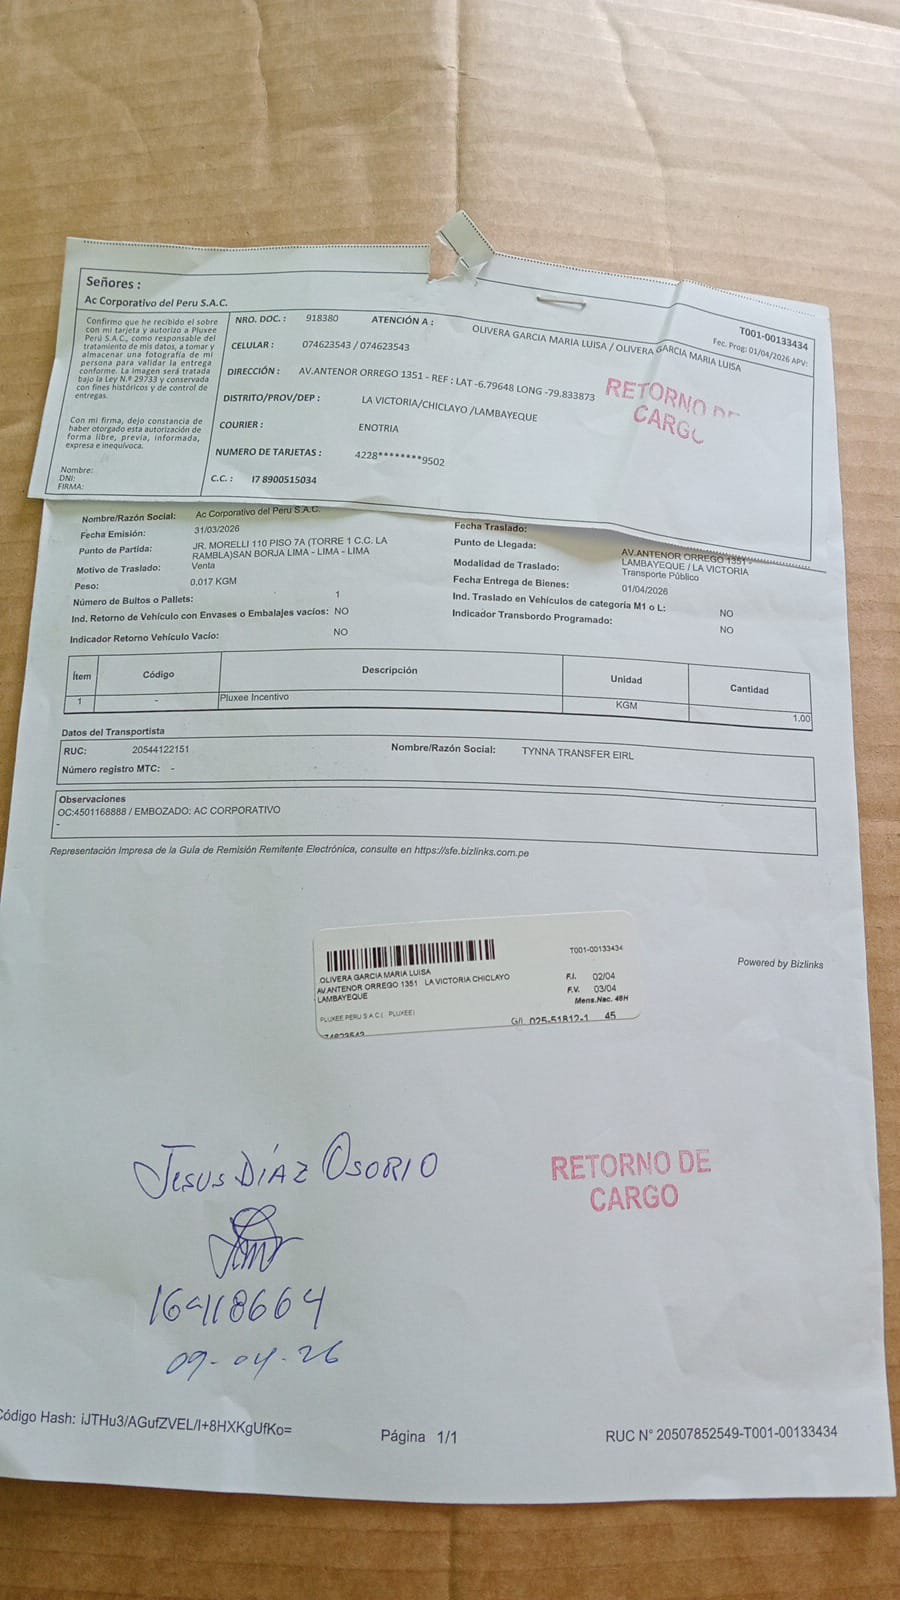 Señores :
Ac Corporativo del Peru S.A.C.
Confirmo que he recibido el sobre
con mi tarjeta y autorizo a Pluxee
Perú S.A.C., como responsable del
tratamiento de mis datos, a tomar y
almacenar una fotografía de mi
persona para validar la entrega
conforme. La imagen será tratada
bajo la Ley N.º 29733 y conservada
con fines históricos y de control de
entregas.
Con mi firma, dejo constancia de
haber otorgado esta autorización de
forma libre, previa, informada,
expresa e inequívoca.
Nombre:
DNI:
FIRMA:
NRO. DOC. : 918380 ATENCIÓN A : OLIVERA GARCIA MARIA LUISA / OLIVERA GARCIA MARIA LUISA
T001-00133434
Fec. Prog: 01/04/2026 APV:
CELULAR : 074623543 / 074623543
DIRECCIÓN : AV.ANTENOR ORREGO 1351 - REF : LAT -6.79648 LONG -79.833873
DISTRITO/PROV/DEP : LA VICTORIA/CHICLAYO /LAMBAYEQUE
COURIER : ENOTRIA
NUMERO DE TARJETAS : 4228********9502
C.C. : I7 8900515034
RETORNO DE
CARGO
Nombre/Razón Social: Ac Corporativo del Peru S.A.C.
Fecha Emisión: 31/03/2026 Fecha Traslado:
Punto de Partida: JR. MORELLI 110 PISO 7A (TORRE 1 C.C. LA
RAMBLA)SAN BORJA LIMA - LIMA - LIMA
Punto de Llegada: AV.ANTENOR ORREGO 1351 -
LAMBAYEQUE / LA VICTORIA
Motivo de Traslado: Venta Modalidad de Traslado: Transporte Público
Peso: 0,017 KGM Fecha Entrega de Bienes: 01/04/2026
Número de Bultos o Pallets: 1 Ind. Traslado en Vehículos de categoría M1 o L: NO
Ind. Retorno de Vehículo con Envases o Embalajes vacíos: NO Indicador Transbordo Programado: NO
Indicador Retorno Vehículo Vacío: NO
Ítem Código Descripción Unidad Cantidad
1 - Pluxee Incentivo KGM 1.00
Datos del Transportista
RUC: 20544122151 Nombre/Razón Social: TYNNA TRANSFER EIRL
Número registro MTC: -
Observaciones
OC:4501168888 / EMBOZADO: AC CORPORATIVO
-
Representación Impresa de la Guía de Remisión Remitente Electrónica, consulte en https://sfe.bizlinks.com.pe
Powered by Bizlinks
T001-00133434
OLIVERA GARCIA MARIA LUISA
AV.ANTENOR ORREGO 1351 LA VICTORIA CHICLAYO
LAMBAYEQUE
F.I. 02/04
F.V. 03/04
Mens.Nac. 48H
PLUXEE PERU S A C ( PLUXEE)
G/I 025-51812-1 45
74623543
JESUS DÍAZ OSORIO
16418664
09-04-26
RETORNO DE
CARGO
Código Hash: iJTHu3/AGufZVEL/I+8HXKgUfKo=
Página 1/1
RUC N° 20507852549-T001-00133434